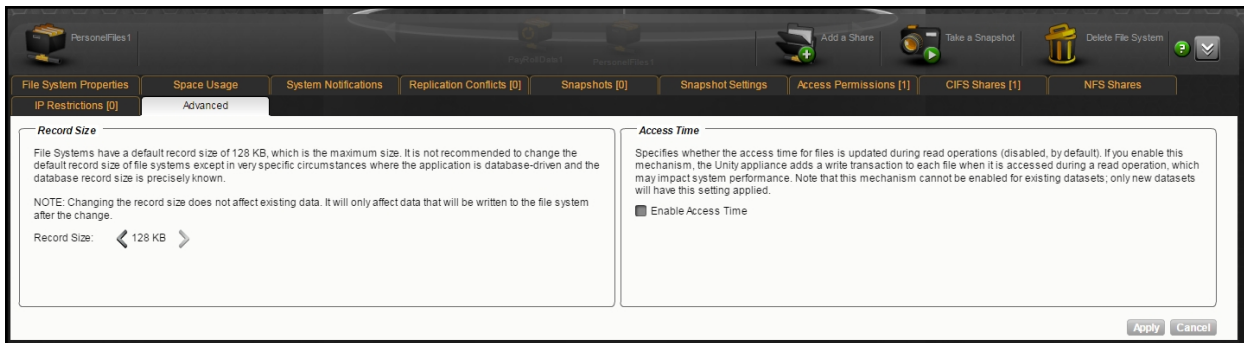 PersonelFiles1
PayRollData1
PersonelFiles1
Add a Share
Take a Snapshot
Delete File System
File System Properties
Space Usage
System Notifications
Replication Conflicts [0]
Snapshots [0]
Snapshot Settings
Access Permissions [1]
CIFS Shares [1]
NFS Shares
IP Restrictions [0]
Advanced
Record Size
File Systems have a default record size of 128 KB, which is the maximum size. It is not recommended to change the
default record size of file systems except in very specific circumstances where the application is database-driven and the
database record size is precisely known.
NOTE: Changing the record size does not affect existing data. It will only affect data that will be written to the file system
after the change.
Record Size:
128 KB
Access Time
Specifies whether the access time for files is updated during read operations (disabled, by default). If you enable this
mechanism, the Unity appliance adds a write transaction to each file when it is accessed during a read operation, which
may impact system performance. Note that this mechanism cannot be enabled for existing datasets; only new datasets
will have this setting applied.
Enable Access Time
Apply
Cancel